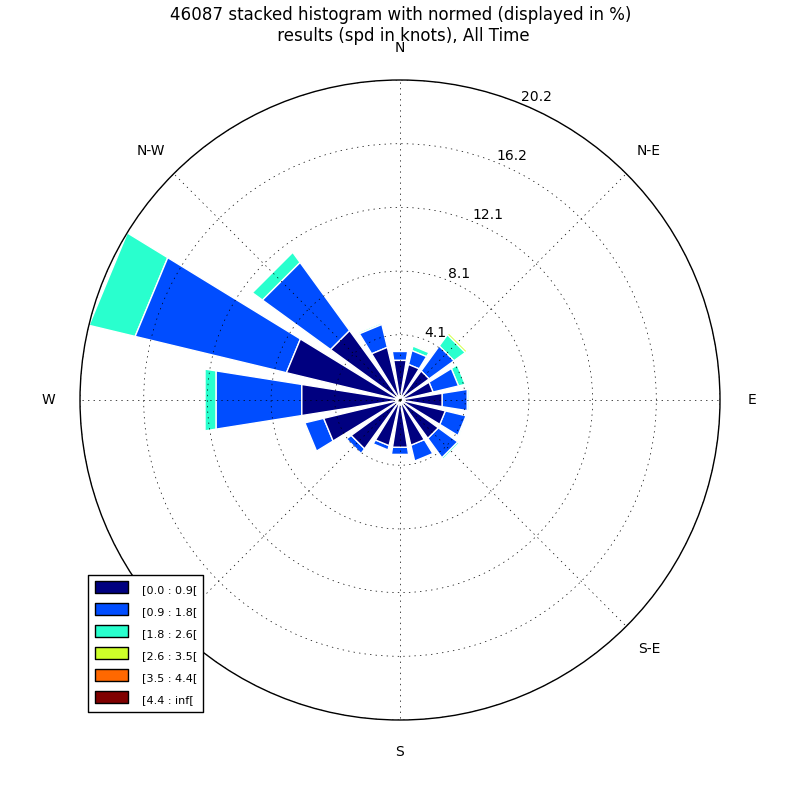 46087 stacked histogram with normed (displayed in %)
results (spd in knots), All Time
N
20.2
N-W
N-E
16.2
12.1
8.1
4.1
W
E
[0.0 : 0.9[
[0.9 : 1.8[
[1.8 : 2.6[
[2.6 : 3.5[
[3.5 : 4.4[
[4.4 : inf[
S-E
S